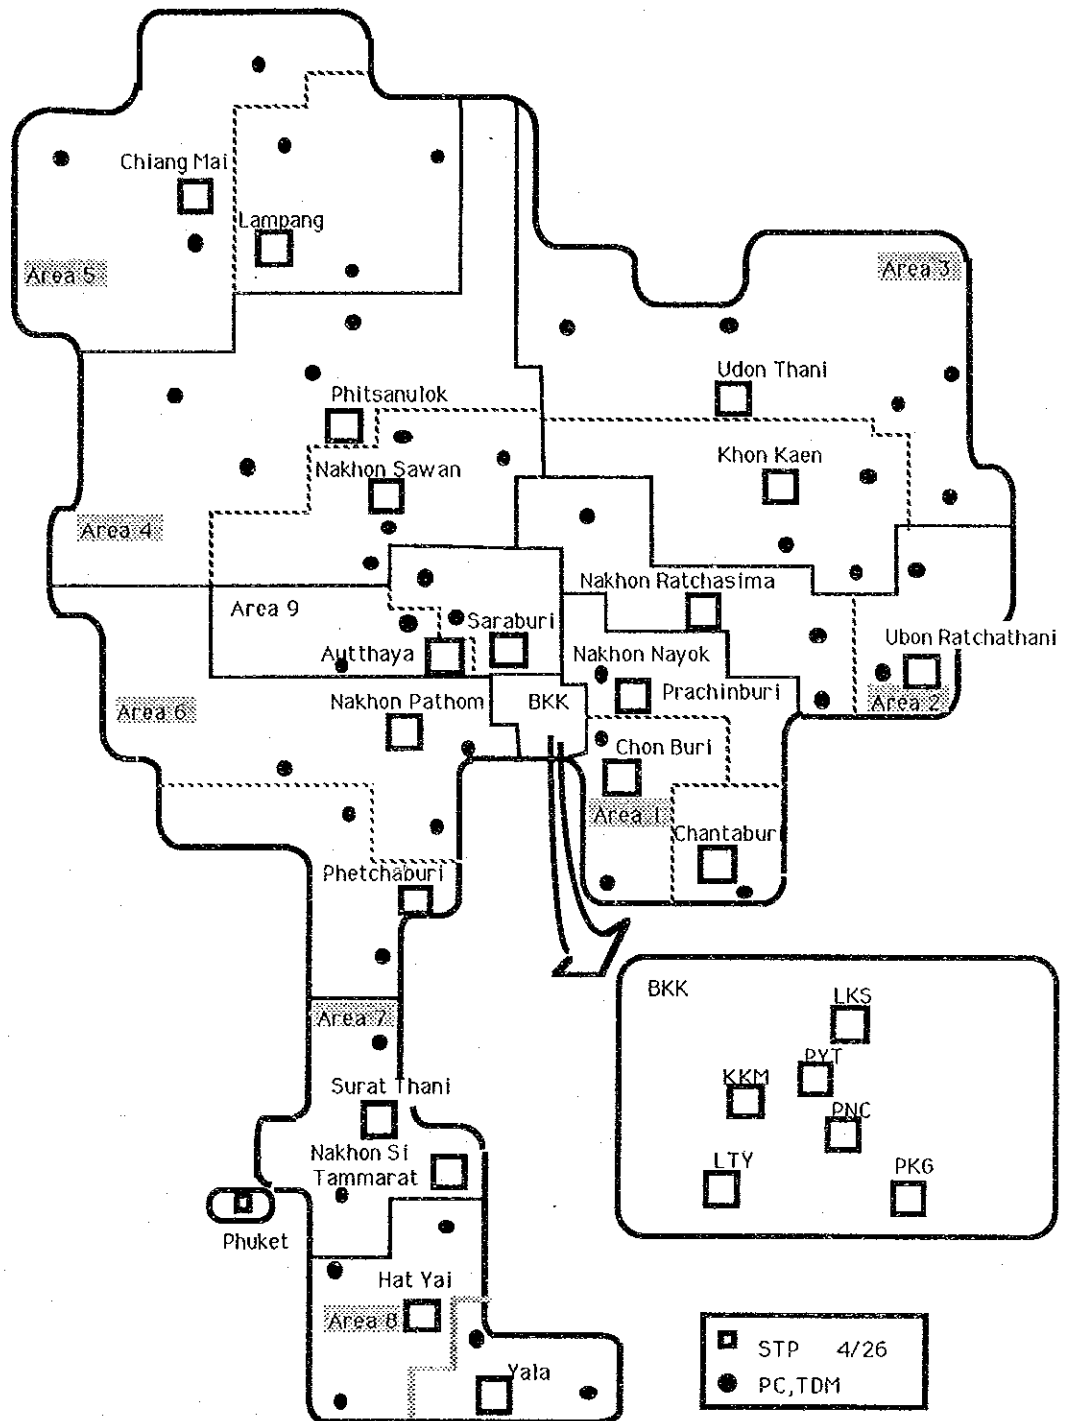 Chiang Mai
Lampang
Area 5
Area 3
Udon Thani
Phitsanulok
Khon Kaen
Nakhon Sawan
Area 4
Nakhon Ratchasima
Area 9
Saraburi
Ubon Ratchathani
Autthaya
Nakhon Nayok
Prachinburi
Nakhon Pathom
BKK
Area 2
Area 6
Chon Buri
Area 1
Chantaburi
Phetchaburi
BKK
LKS
Area 7
PYT
KKM
Surat Thani
PNC
Nakhon Si
Tammarat
LTY
PKG
Phuket
Hat Yai
Area 8
STP 4/26
Yala
PC,TDM